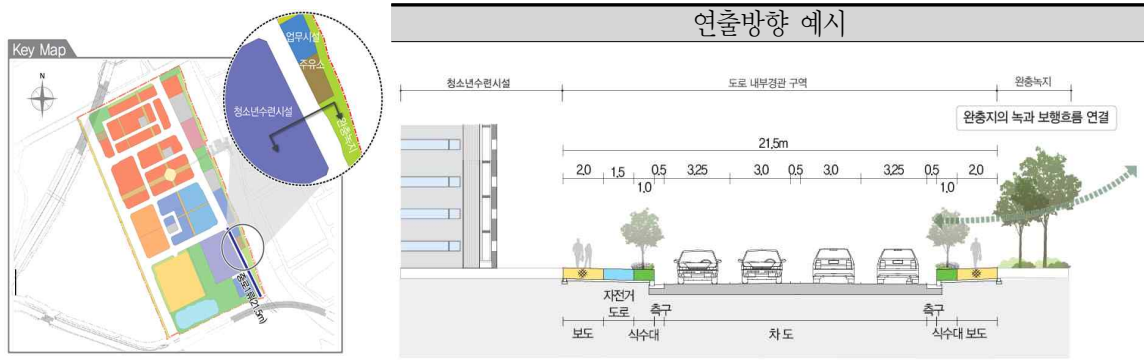 Key Map
N
업무시설
주유소
청소년수련시설
완충녹지
중로1류(21.5m)
연출방향 예시
청소년수련시설
도로 내부경관 구역
완충녹지
완충지의 녹과 보행흐름 연결
21.5m
2.0 1.5 0.5 3.25 3.0 0.5 3.0 3.25 0.5 2.0
1.0 1.0
자전거
도로
측구 측구
보도 식수대 차 도 식수대 보도